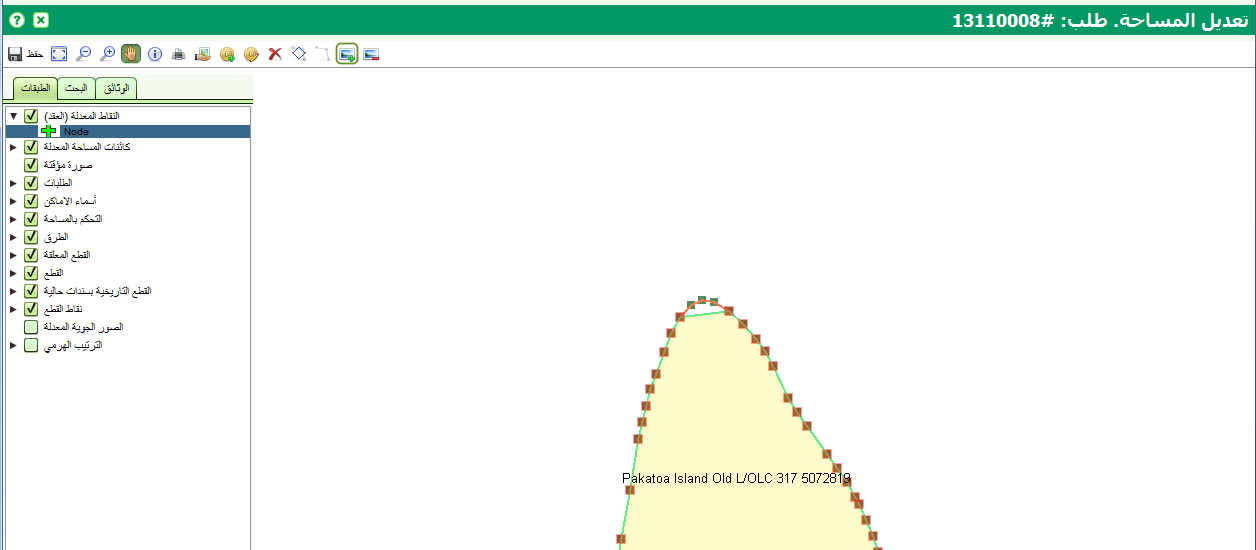 تعديل المساحة. طلب: #13110008
حفظ
الطبقات
البحث
الوثائق
النقاط المعدلة (العقد)
Node
كائنات المساحة المعدلة
صورة مؤقتة
الطلبات
أسماء الاماكن
التحكم بالمساحة
الطرق
القطع المعلقة
القطع
القطع التاريخية بسندات حالية
نقاط القطع
الصور الجوية المعدلة
الترتيب الهرمي
Pakatoa Island Old L/OLC 317 5072819